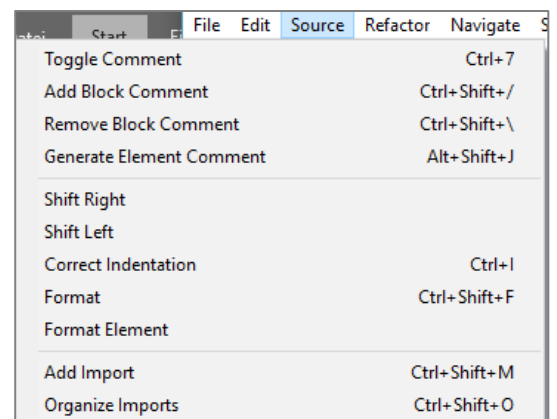 File Edit Source Refactor Navigate
Start
Toggle Comment Ctrl+7
Add Block Comment Ctrl+Shift+/
Remove Block Comment Ctrl+Shift+\
Generate Element Comment Alt+Shift+J
Shift Right
Shift Left
Correct Indentation Ctrl+I
Format Ctrl+Shift+F
Format Element
Add Import Ctrl+Shift+M
Organize Imports Ctrl+Shift+O